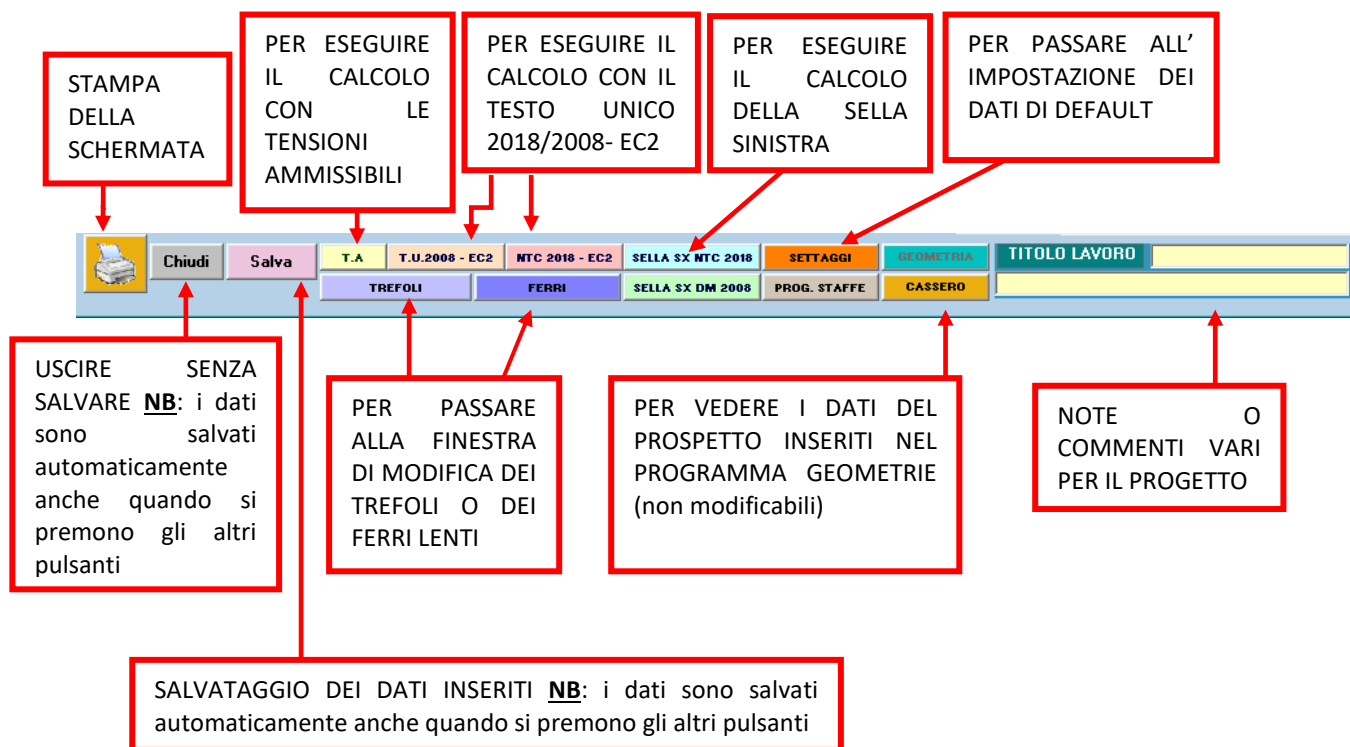 STAMPA
DELLA
SCHERMATA
PER ESEGUIRE
IL CALCOLO
CON LE
TENSIONI
AMMISSIBILI
PER ESEGUIRE IL
CALCOLO CON IL
TESTO UNICO
2018/2008- EC2
PER ESEGUIRE
IL CALCOLO
DELLA SELLA
SINISTRA
PER PASSARE ALL’
IMPOSTAZIONE DEI
DATI DI DEFAULT
Chiudi Salva T.A T.U.2008 - EC2 NTC 2018 - EC2 SELLA SX NTC 2018 SETTAGGI GEOMETRIA TITOLO LAVORO
TREFOLI FERRI SELLA SX DM 2008 PROG. STAFFE CASSERO
USCIRE SENZA
SALVARE NB: i dati
sono salvati
automaticamente
anche quando si
premono gli altri
pulsanti
PER PASSARE
ALLA FINESTRA
DI MODIFICA DEI
TREFOLI O DEI
FERRI LENTI
PER VEDERE I DATI DEL
PROSPETTO INSERITI NEL
PROGRAMMA GEOMETRIE
(non modificabili)
NOTE O
COMMENTI VARI
PER IL PROGETTO
SALVATAGGIO DEI DATI INSERITI NB: i dati sono salvati
automaticamente anche quando si premono gli altri pulsanti